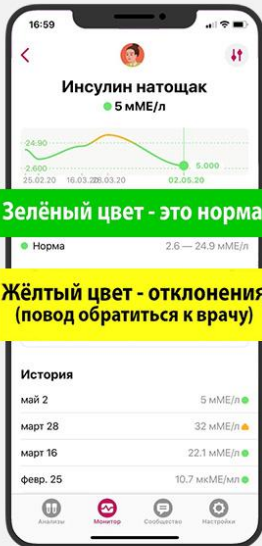 16:59
Инсулин натощак
5 мМЕ/л
24.90
2.600
5.000
25.02.20 16.03.20 28.03.20 02.05.20
Зелёный цвет - это норма
Норма 2.6 — 24.9 мМЕ/л
Жёлтый цвет - отклонения
(повод обратиться к врачу)
История
май 2 5 мМЕ/л
март 28 32 мМЕ/л
март 16 22.1 мМЕ/л
февр. 25 10.7 мкМЕ/мл
Анализы Монитор Сообщество Настройки